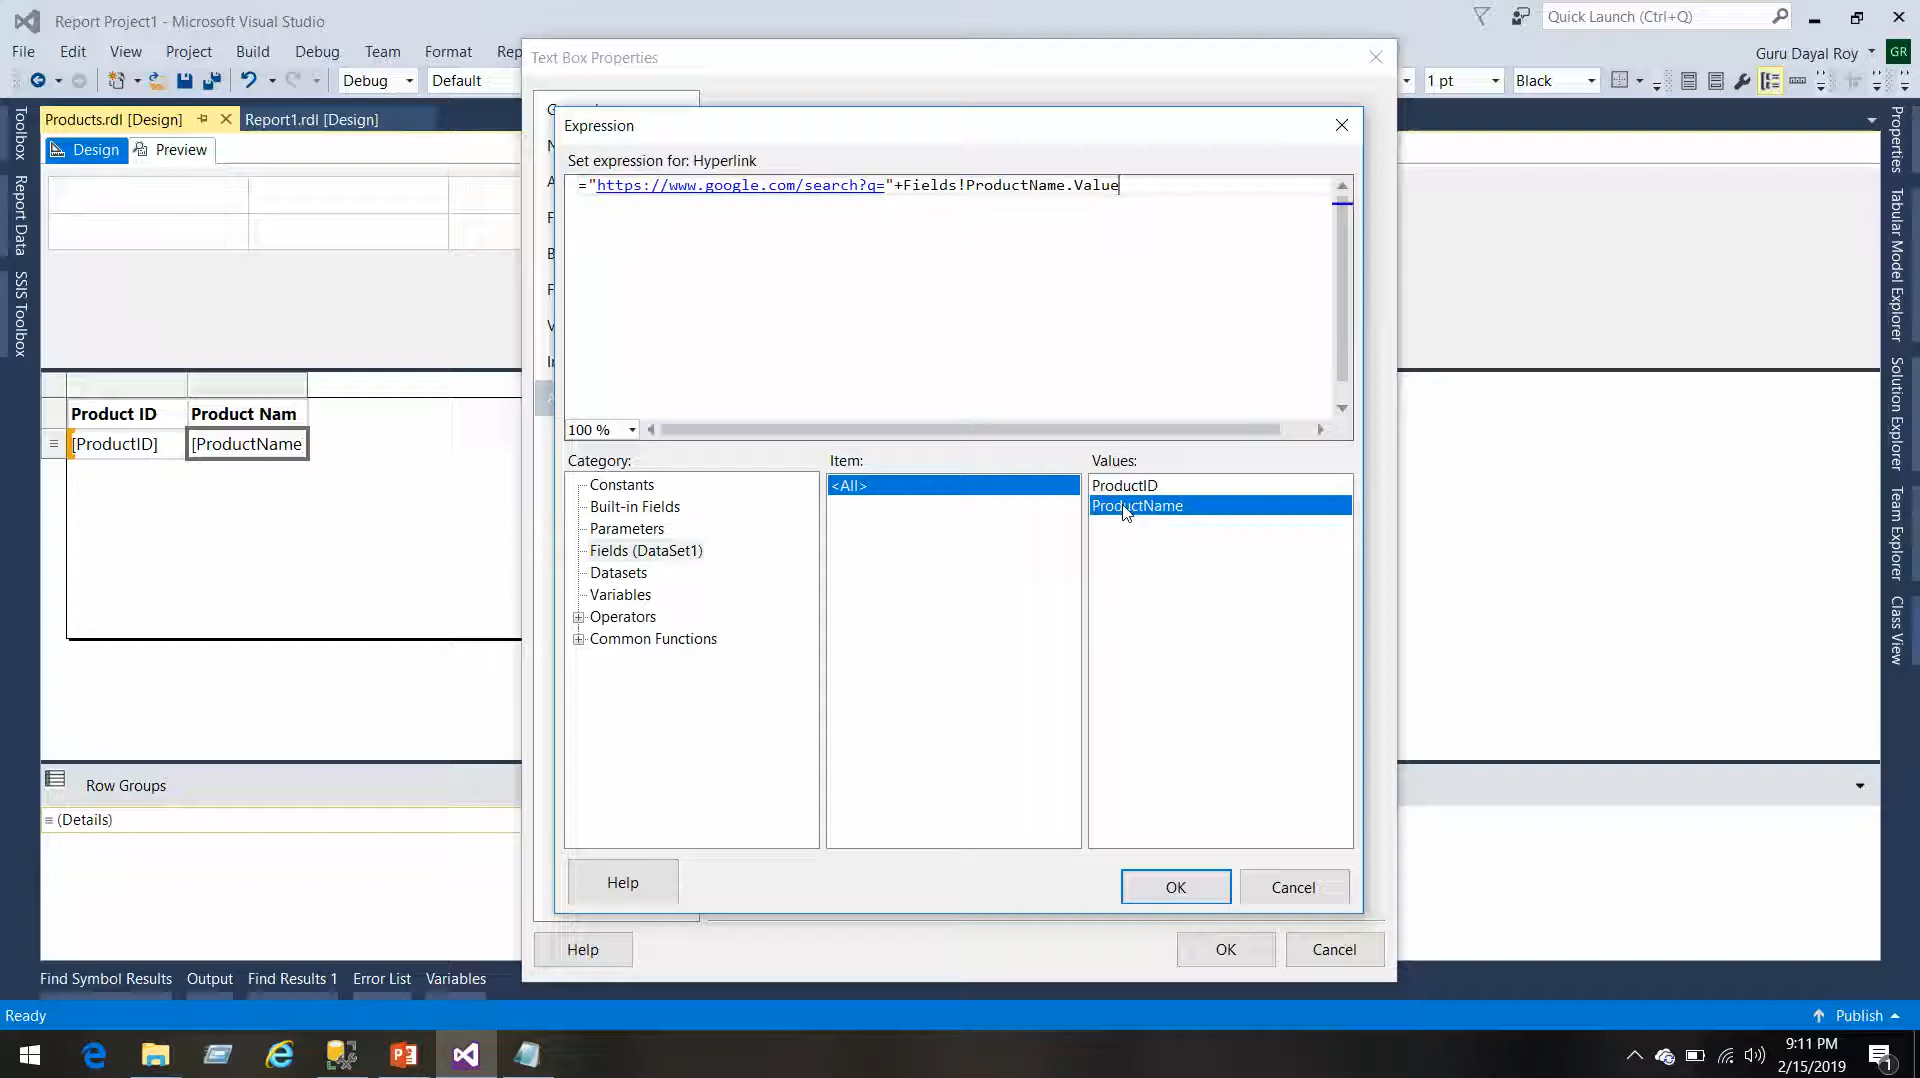 Report Project1 - Microsoft Visual Studio
Quick Launch (Ctrl+Q)
File Edit View Project Build Debug Team Format Rep
Guru Dayal Roy GR
Debug Default
1 pt Black
Text Box Properties
Products.rdl [Design] Report1.rdl [Design]
Design Preview
Toolbox
Report Data
SSIS Toolbox
Expression
Set expression for: Hyperlink
="https://www.google.com/search?q="+Fields!ProductName.Value
100 %
Product ID Product Nam
[ProductID] [ProductName
Category: Item: Values:
Constants
Built-in Fields
Parameters
Fields (DataSet1)
Datasets
Variables
Operators
Common Functions
<All>
ProductID
ProductName
Help OK Cancel
Help OK Cancel
Row Groups
(Details)
Properties
Tabular Model Explorer
Solution Explorer
Team Explorer
Class View
Find Symbol Results Output Find Results 1 Error List Variables
Ready
Publish
9:11 PM
2/15/2019
1